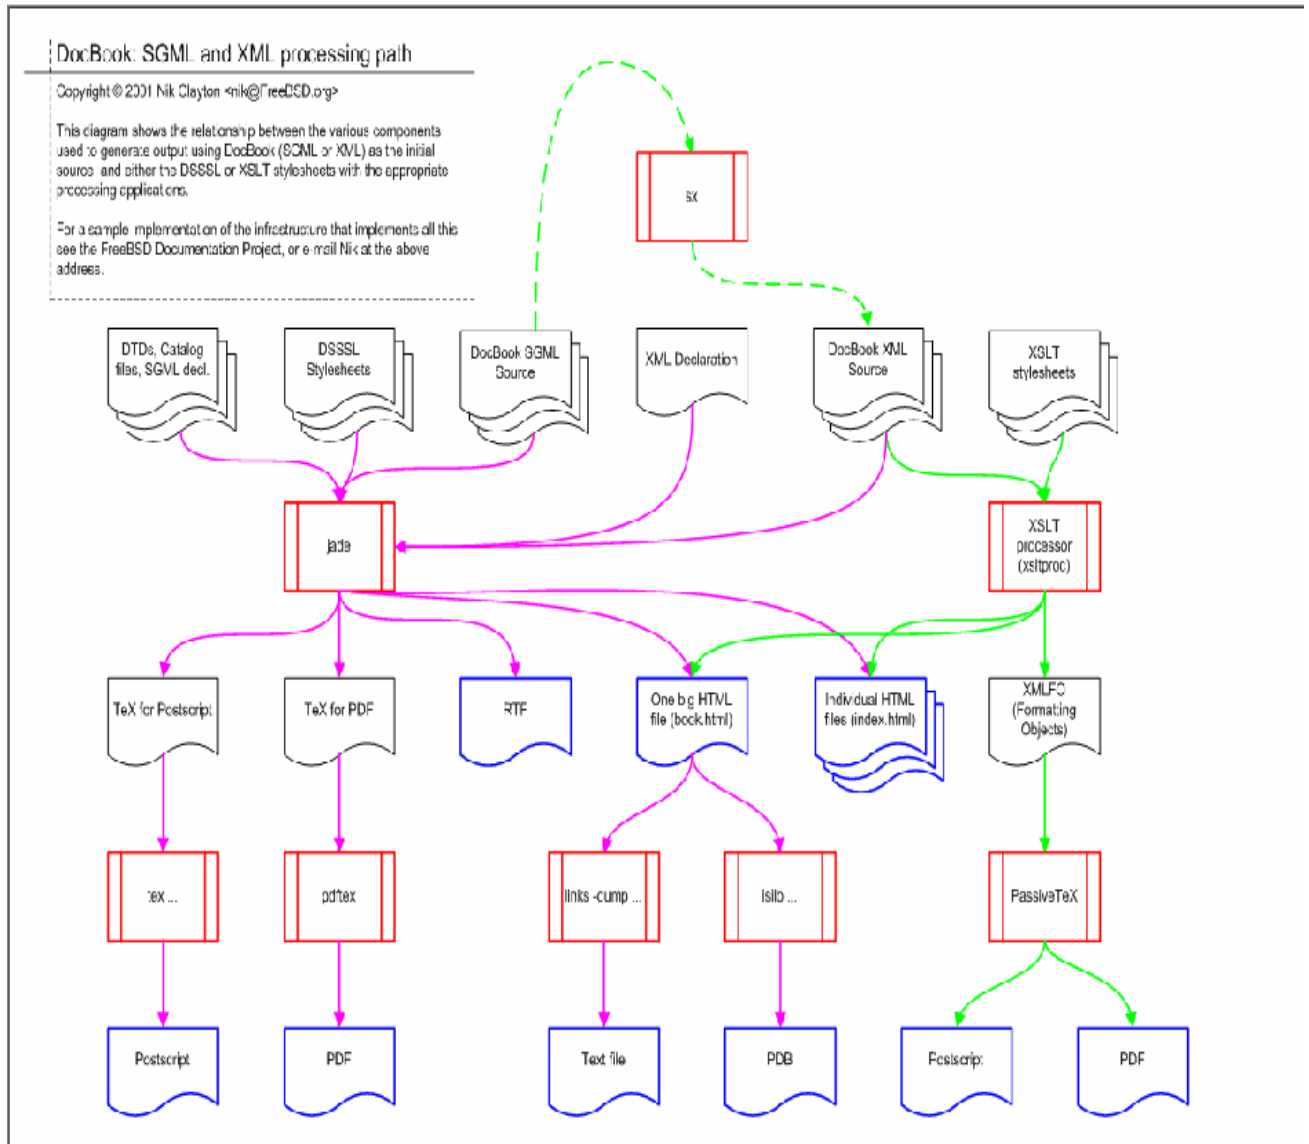 DocBook: SGML and XML processing path
Copyright © 2001 Nik Clayton <nik@FreeBSD.org>
This diagram shows the relationship between the various components
used to generate output using DocBook (SGML or XML) as the initial
source and either the DSSSL or XSLT stylesheets with the appropriate
processing applications.
For a sample implementation of the infrastructure that implements all this
see the FreeBSD Documentation Project, or e-mail Nik at the above
address.
sx
DTDs, Catalog
files, SGML decl.
DSSSL
Stylesheets
DocBook SGML
Source
XML Declaration
DocBook XML
Source
XSLT
stylesheets
jade
XSLT
processor
(xsltproc)
TeX for Postscript
TeX for PDF
RTF
One big HTML
file (book.html)
Individual HTML
files (index.html)
XMLFO
(Formatting
Objects)
tex ...
pdftex
links -dump ...
...
PassiveTeX
Postscript
PDF
Text file
PDB
Postscript
PDF